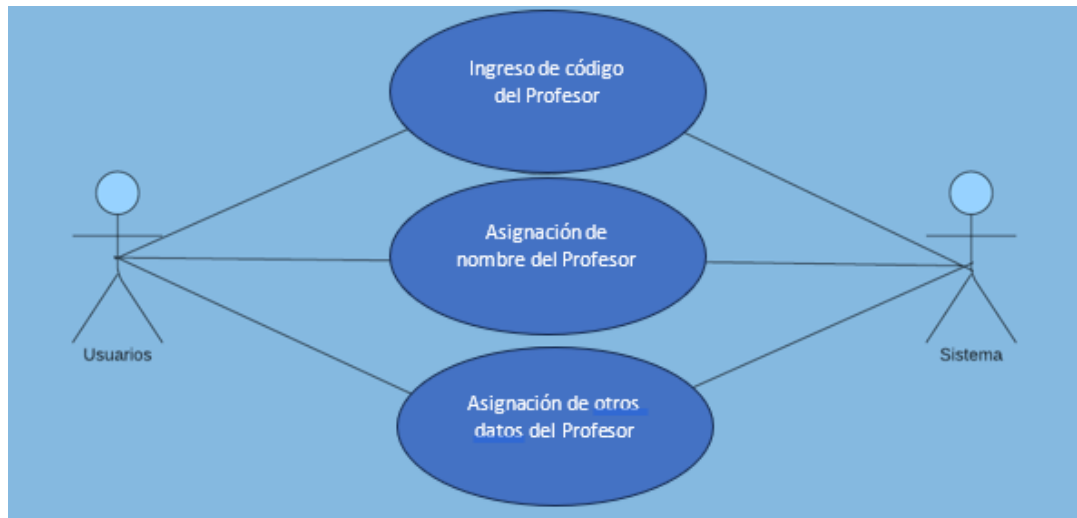 Ingreso de código
del Profesor
Asignación de
nombre del Profesor
Usuarios
Sistema
Asignación de otros
datos del Profesor